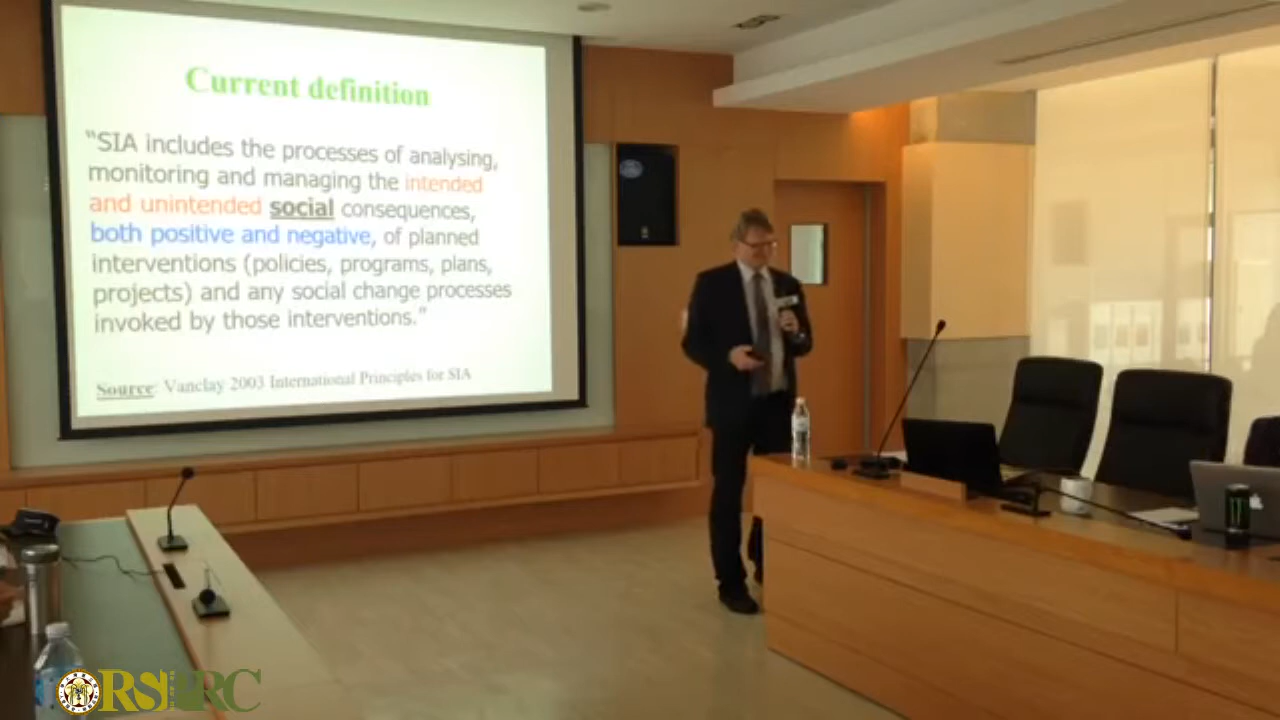 Current definition
“SIA includes the processes of analysing,
monitoring and managing the intended
and unintended social consequences,
both positive and negative, of planned
interventions (policies, programs, plans,
projects) and any social change processes
invoked by those interventions.”
Source: Vanclay 2003 International Principles for SIA
RSPRC